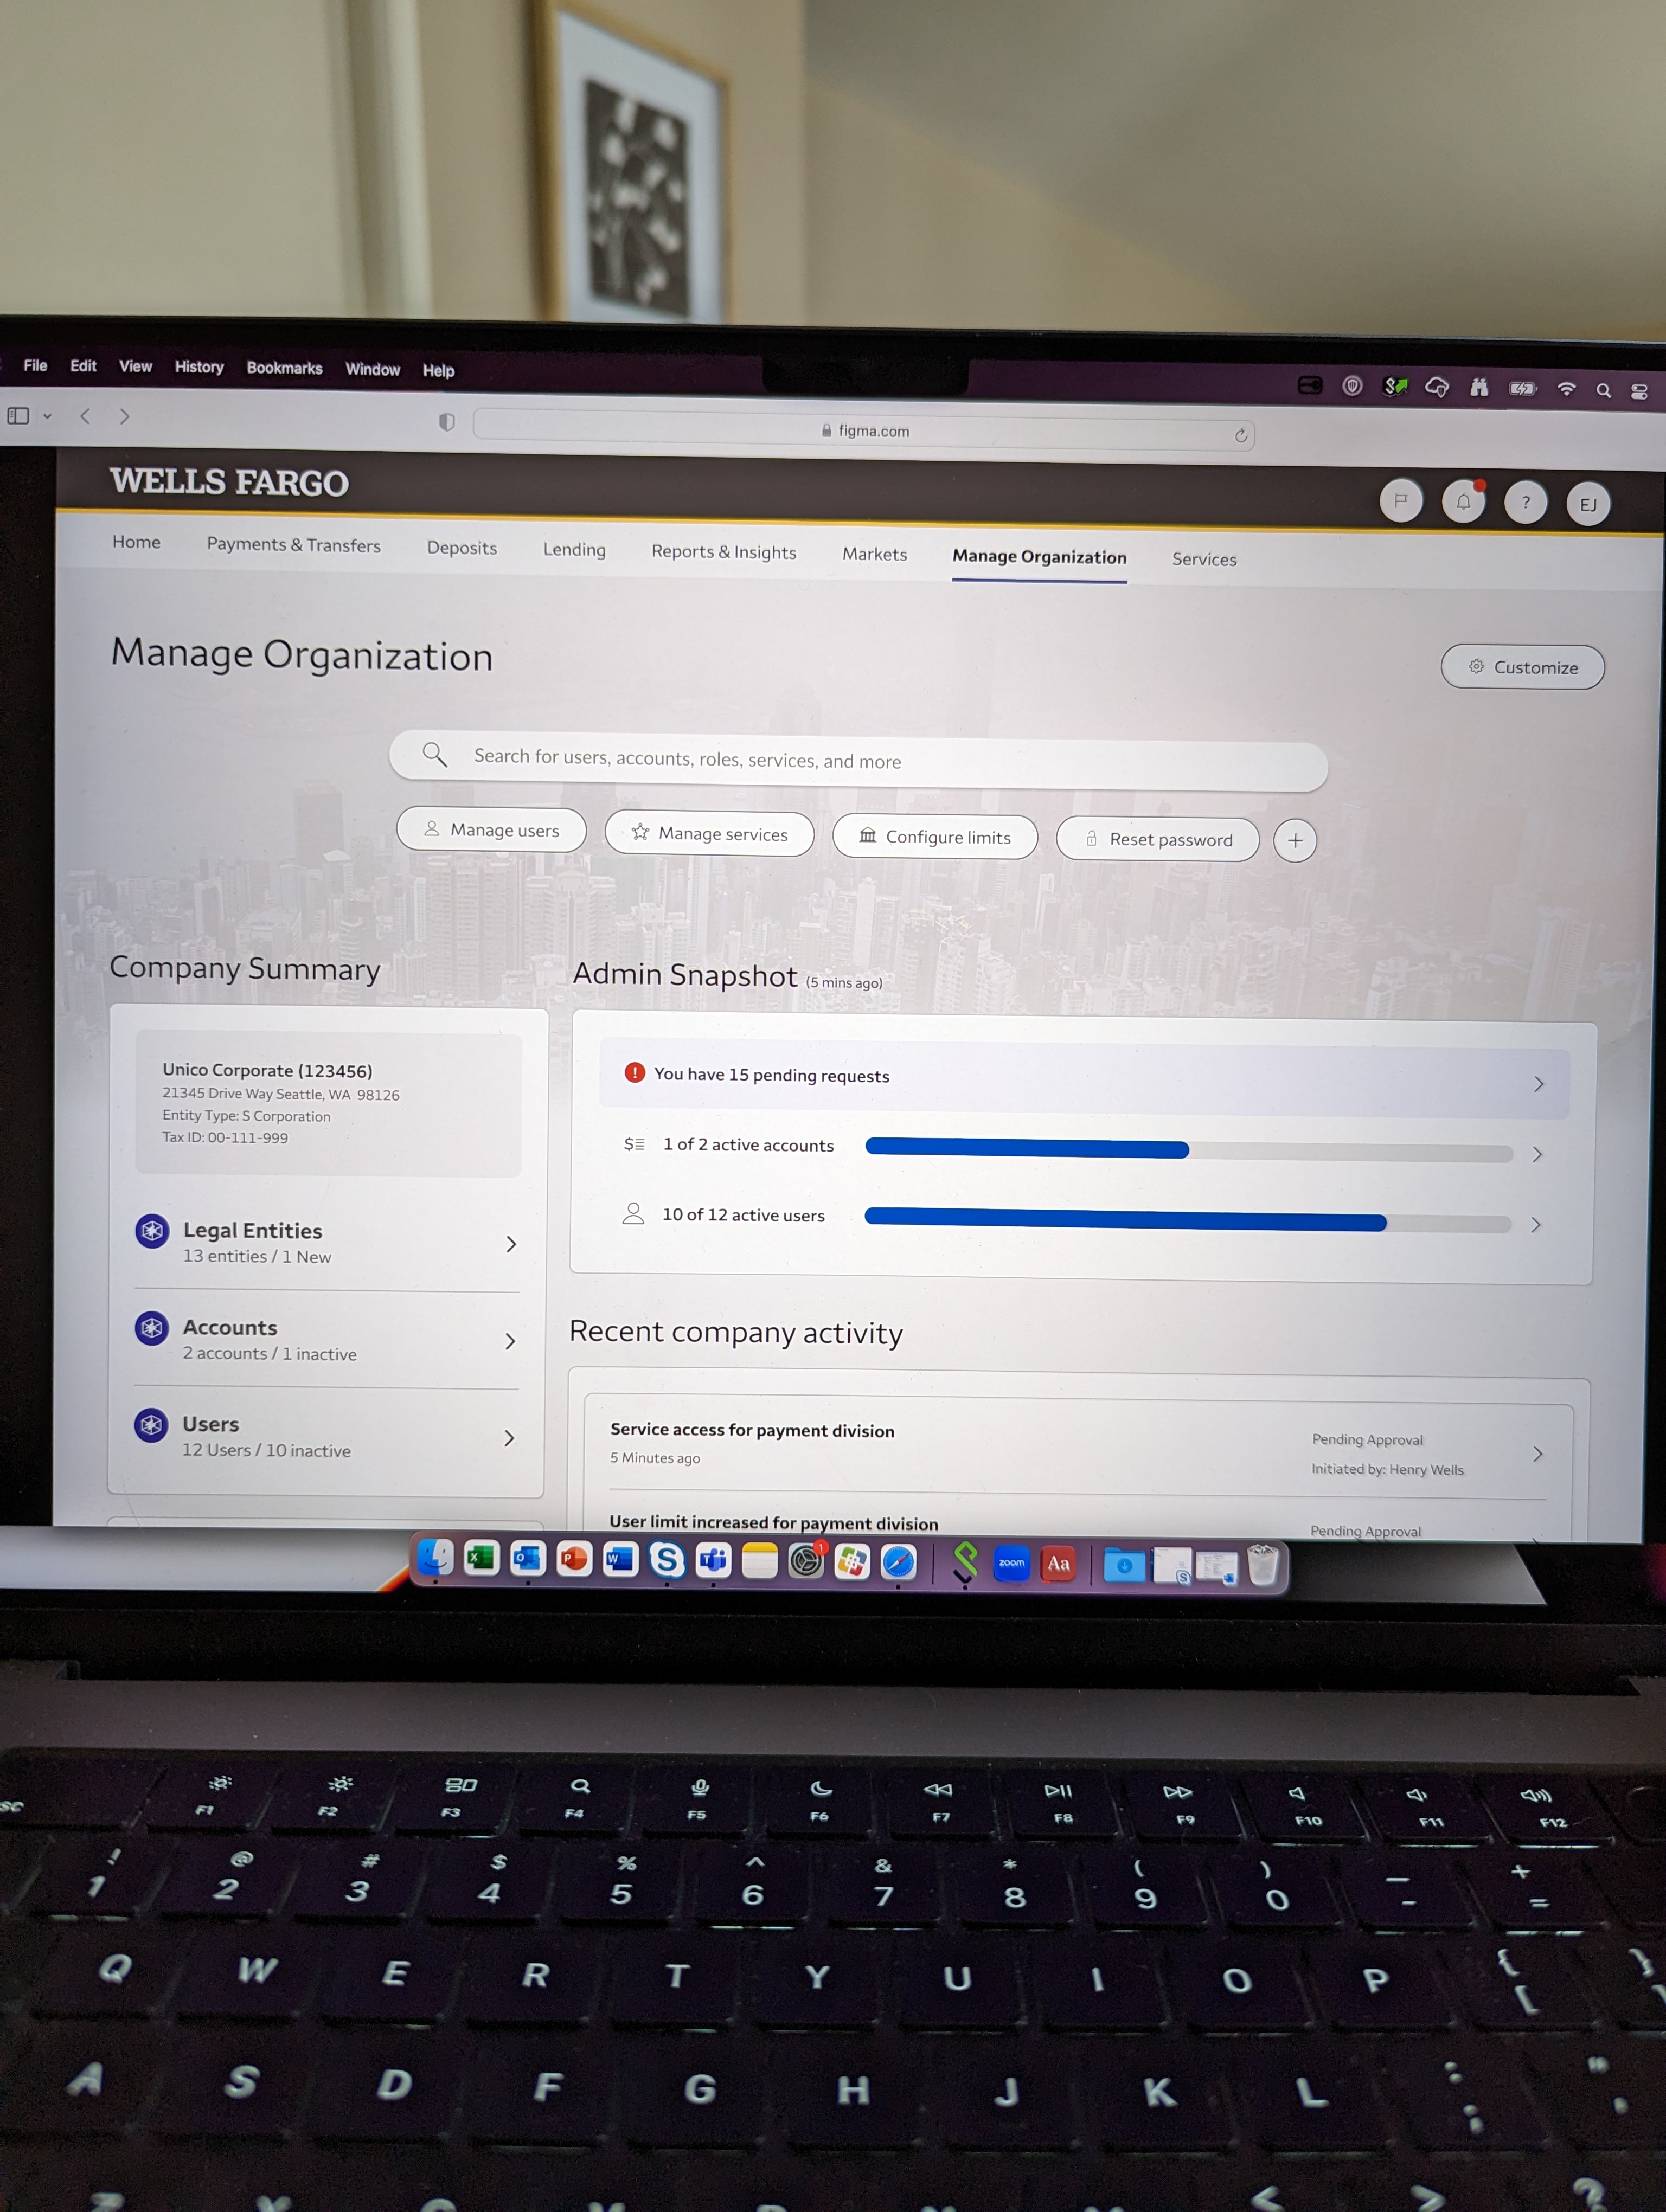 File Edit View History Bookmarks Window Help
figma.com
WELLS FARGO
? EJ
Home Payments & Transfers Deposits Lending Reports & Insights Markets Manage Organization Services
Manage Organization
Customize
Search for users, accounts, roles, services, and more
Manage users Manage services Configure limits Reset password +
Company Summary
Unico Corporate (123456)
21345 Drive Way Seattle, WA 98126
Entity Type: S Corporation
Tax ID: 00-111-999
Legal Entities
13 entities / 1 New
Accounts
2 accounts / 1 inactive
Users
12 Users / 10 inactive
Admin Snapshot (5 mins ago)
You have 15 pending requests
1 of 2 active accounts
10 of 12 active users
Recent company activity
Service access for payment division
5 Minutes ago
Pending Approval
Initiated by: Henry Wells
User limit increased for payment division
Pending Approval
X O P W S T 1 zoom Aa
F1 F2 F3 F4 F5 F6 F7 F8 F9 F10 F11 F12
! @ # $ % ^ & * ( ) — +
1 2 3 4 5 6 7 8 9 0 - =
Q W E R T Y U I O P { [ }
A S D F G H J K L : ; " '
< > ?